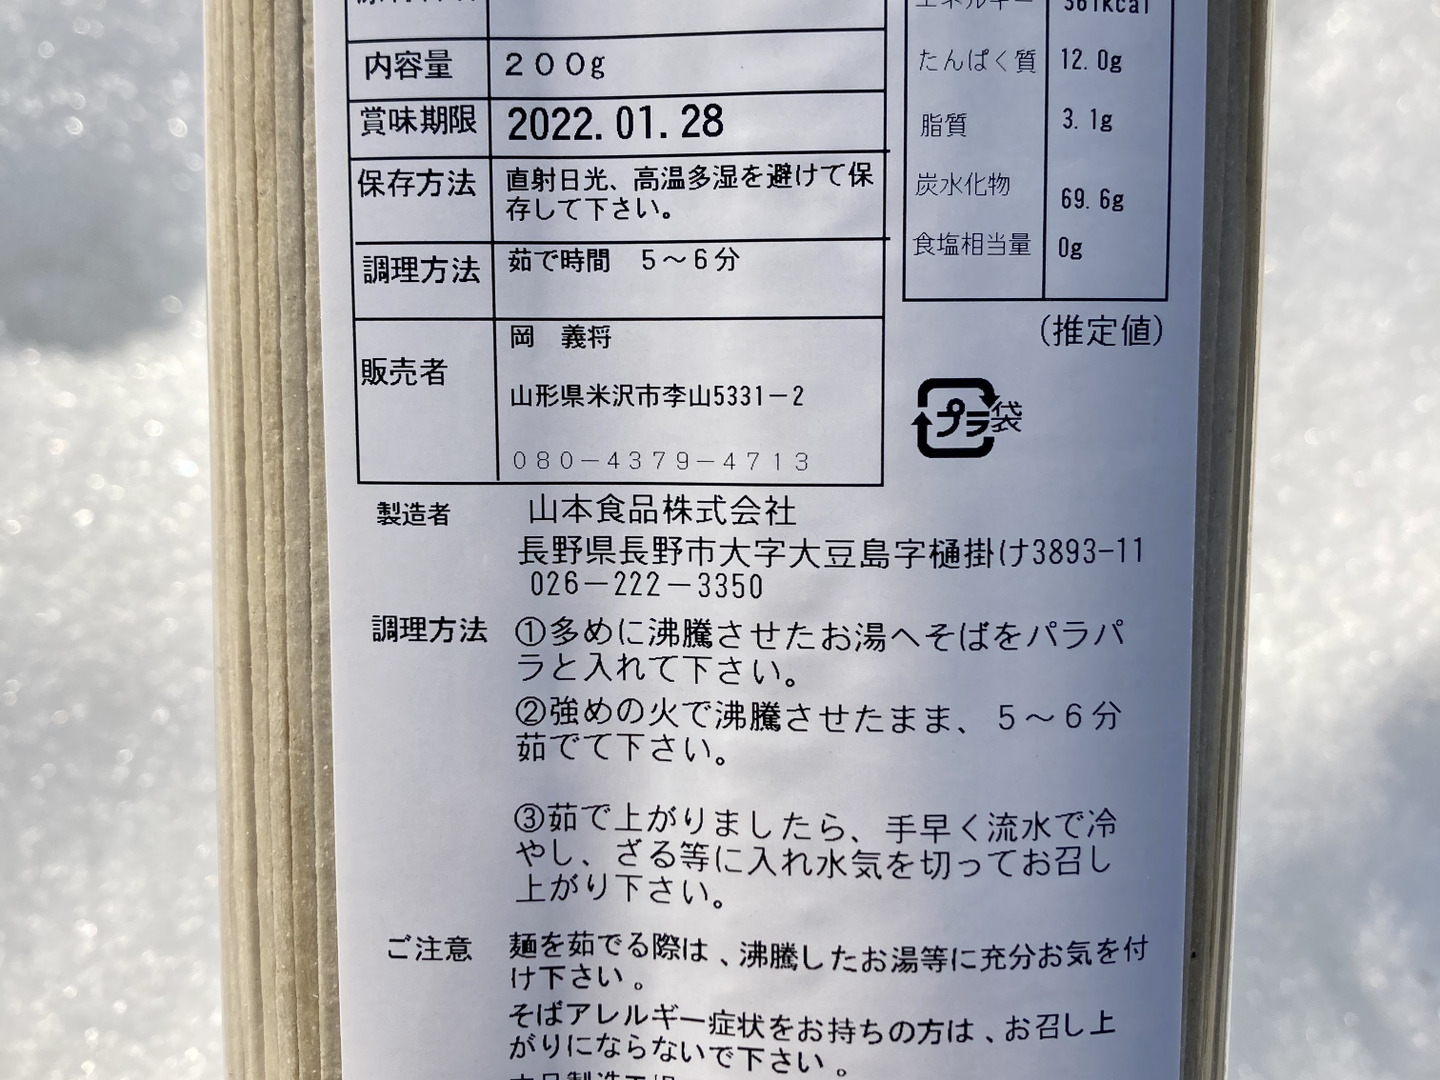 内容量 ２００g
賞味期限 2022.01.28
保存方法 直射日光、高温多湿を避けて保
存して下さい。
調理方法 茹で時間　５～６分
販売者 岡　義将
山形県米沢市李山5331－2
０８０－４３７９－４７１３
エネルギー 361kcal
たんぱく質 12.0g
脂質 3.1g
炭水化物 69.6g
食塩相当量 0g
（推定値）
プラ 袋
製造者 山本食品株式会社
長野県長野市大字大豆島字樋掛け3893-11
026－222－3350
調理方法 ①多めに沸騰させたお湯へそばをパラパ
ラと入れて下さい。
②強めの火で沸騰させたまま、５～６分
茹でて下さい。
③茹で上がりましたら、手早く流水で冷
やし、ざる等に入れ水気を切ってお召し
上がり下さい。
ご注意 麺を茹でる際は、沸騰したお湯等に充分お気を付
け下さい。
そばアレルギー症状をお持ちの方は、お召し上
がりにならないで下さい。